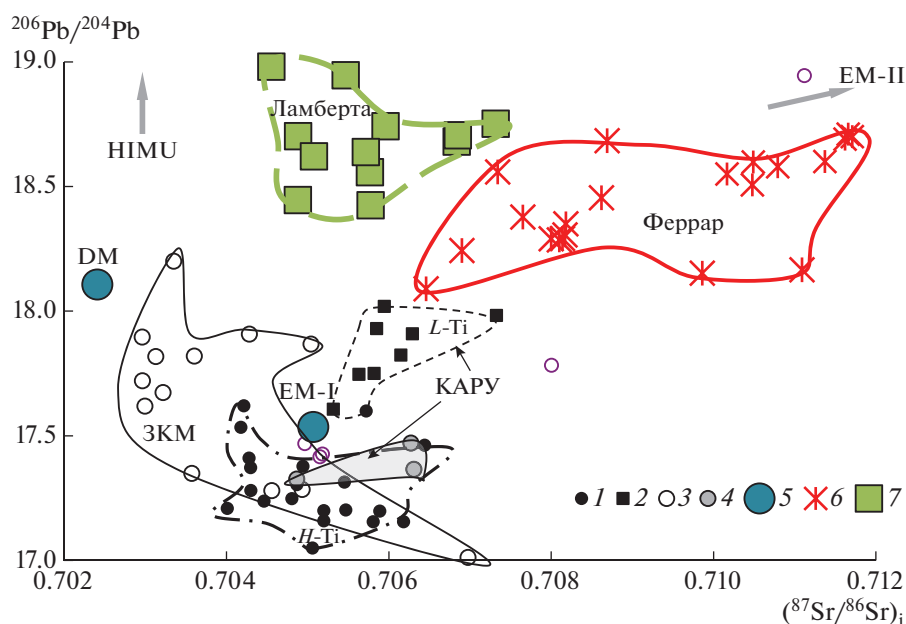 ²⁰⁶Pb/²⁰⁴Pb
19.0
EM-II
Ламберта
HIMU
18.5
Феррар
DM
18.0
L-Ti
КАРУ
EM-I
17.5
ЗКМ
1 2 3 4 5 6 7
H-Ti
17.0
0.702 0.704 0.706 0.708 0.710 0.712
(⁸⁷Sr/⁸⁶Sr)ᵢ